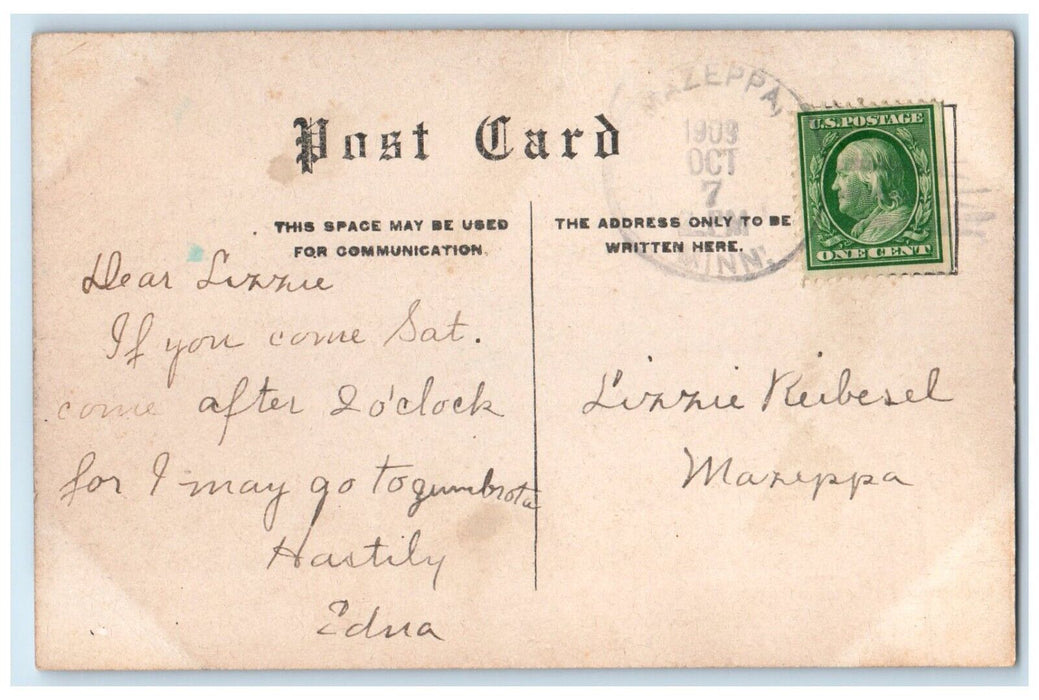 Post Card
MAZEPPA,
1909
OCT
7
PM
MINN.
U.S. POSTAGE
ONE CENT
THIS SPACE MAY BE USED
FOR COMMUNICATION.
THE ADDRESS ONLY TO BE
WRITTEN HERE.
Dear Lizzie
If you come Sat.
come after 2 o'clock
for I may go to gumbrota
Hastily
Edna
Lizzie Reibesel
Mazeppa